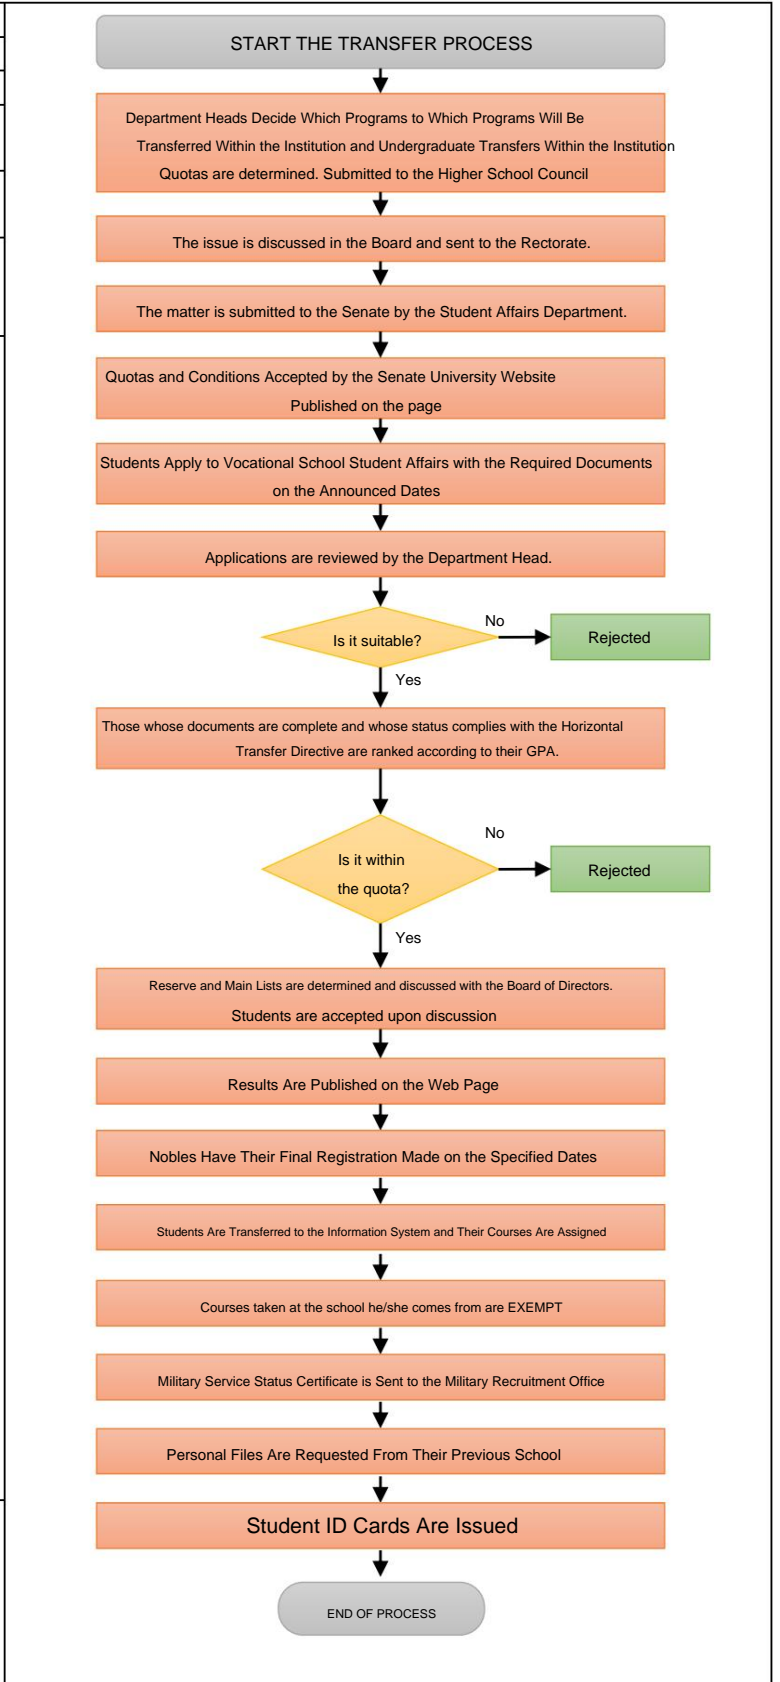 START THE TRANSFER PROCESS
Department Heads Decide Which Programs to Which Programs Will Be
Transferred Within the Institution and Undergraduate Transfers Within the Institution
Quotas are determined. Submitted to the Higher School Council
The issue is discussed in the Board and sent to the Rectorate.
The matter is submitted to the Senate by the Student Affairs Department.
Quotas and Conditions Accepted by the Senate University Website
Published on the page
Students Apply to Vocational School Student Affairs with the Required Documents
on the Announced Dates
Applications are reviewed by the Department Head.
Is it suitable?
No
Rejected
Yes
Those whose documents are complete and whose status complies with the Horizontal
Transfer Directive are ranked according to their GPA.
Is it within
the quota?
No
Rejected
Yes
Reserve and Main Lists are determined and discussed with the Board of Directors.
Students are accepted upon discussion
Results Are Published on the Web Page
Nobles Have Their Final Registration Made on the Specified Dates
Students Are Transferred to the Information System and Their Courses Are Assigned
Courses taken at the school he/she comes from are EXEMPT
Military Service Status Certificate is Sent to the Military Recruitment Office
Personal Files Are Requested From Their Previous School
Student ID Cards Are Issued
END OF PROCESS